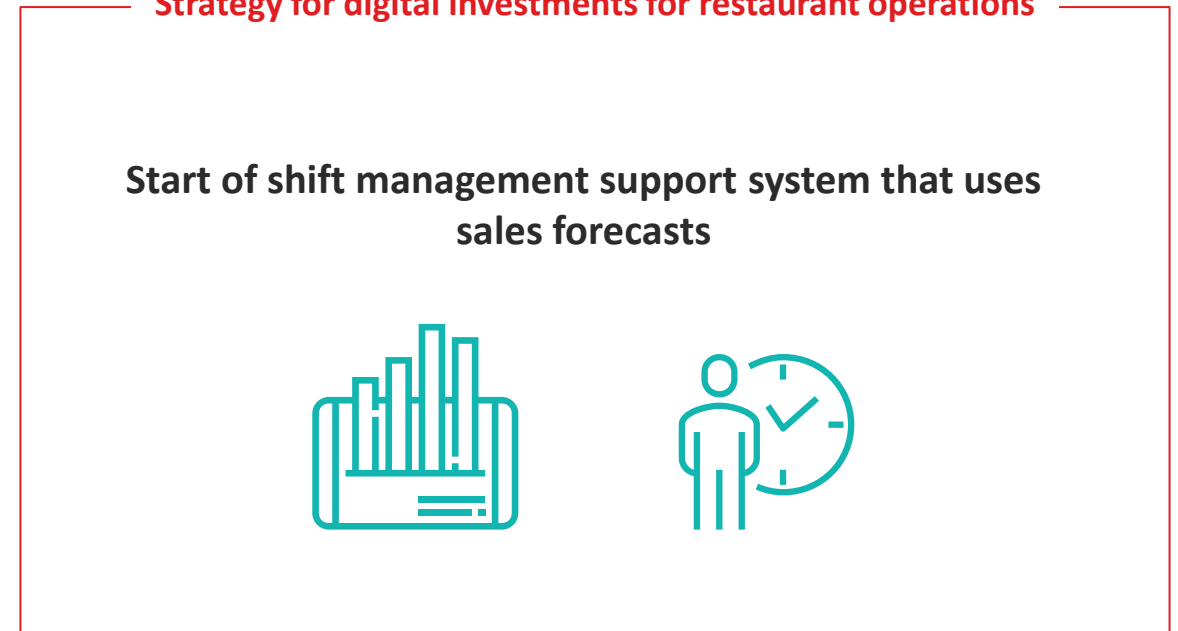 Strategy for digital investments for restaurant operations
Start of shift management support system that uses
sales forecasts